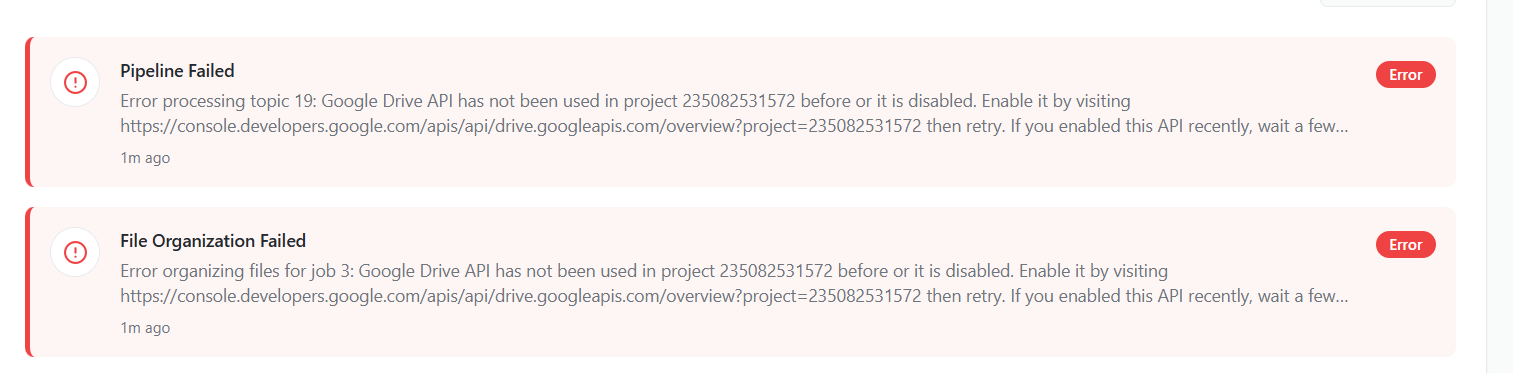 Pipeline Failed
Error
Error processing topic 19: Google Drive API has not been used in project 235082531572 before or it is disabled. Enable it by visiting
https://console.developers.google.com/apis/api/drive.googleapis.com/overview?project=235082531572 then retry. If you enabled this API recently, wait a few...
1m ago
File Organization Failed
Error
Error organizing files for job 3: Google Drive API has not been used in project 235082531572 before or it is disabled. Enable it by visiting
https://console.developers.google.com/apis/api/drive.googleapis.com/overview?project=235082531572 then retry. If you enabled this API recently, wait a few...
1m ago